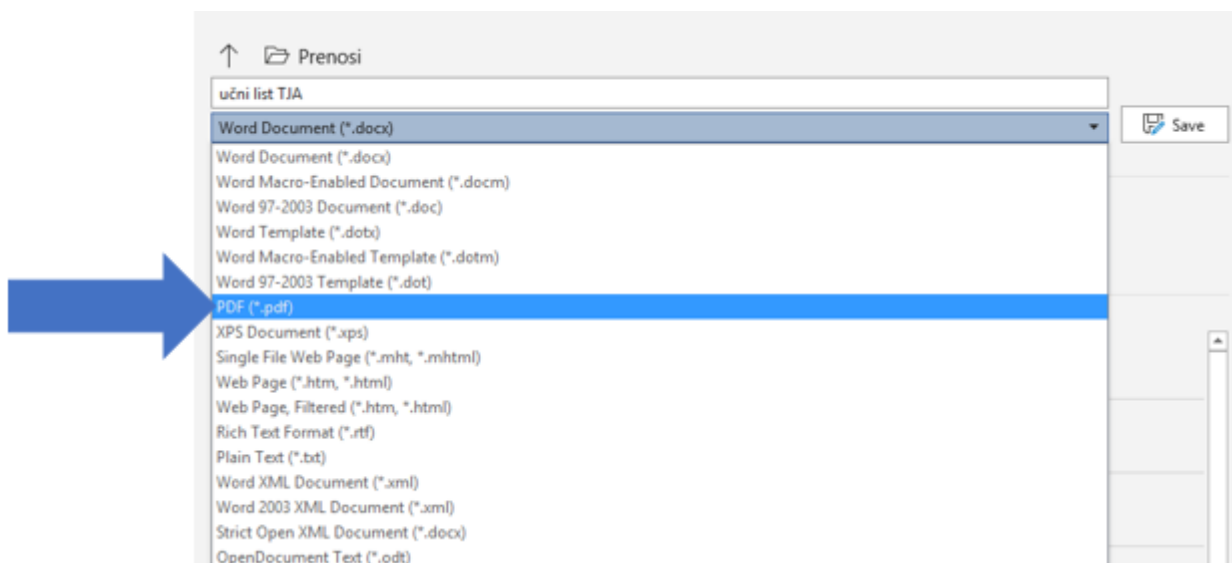 Prenosi
učni list TJA
Word Document (*.docx)
Save
Word Document (*.docx)
Word Macro-Enabled Document (*.docm)
Word 97-2003 Document (*.doc)
Word Template (*.dotx)
Word Macro-Enabled Template (*.dotm)
Word 97-2003 Template (*.dot)
PDF (*.pdf)
XPS Document (*.xps)
Single File Web Page (*.mht, *.mhtml)
Web Page (*.htm, *.html)
Web Page, Filtered (*.htm, *.html)
Rich Text Format (*.rtf)
Plain Text (*.txt)
Word XML Document (*.xml)
Word 2003 XML Document (*.xml)
Strict Open XML Document (*.docx)
OpenDocument Text (*.odt)